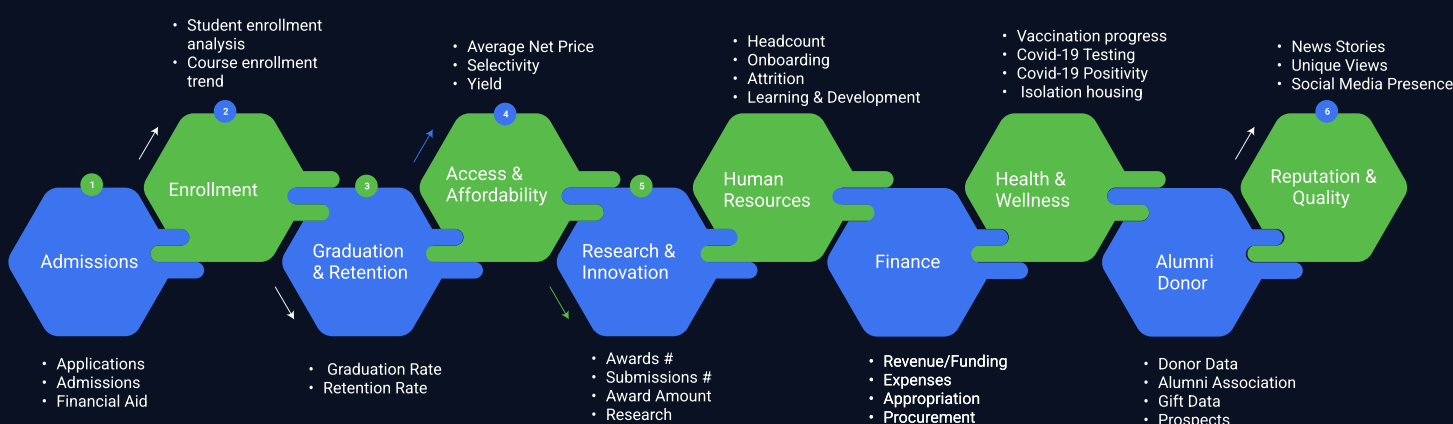 • Student enrollment
analysis
• Course enrollment
trend
2
Enrollment
1
Admissions
• Applications
• Admissions
• Financial Aid
3
Graduation
& Retention
• Graduation Rate
• Retention Rate
• Average Net Price
• Selectivity
• Yield
4
Access &
Affordability
5
Research &
Innovation
• Awards #
• Submissions #
• Award Amount
• Research
• Headcount
• Onboarding
• Attrition
• Learning & Development
Human
Resources
Finance
• Revenue/Funding
• Expenses
• Appropriation
• Procurement
• Vaccination progress
• Covid-19 Testing
• Covid-19 Positivity
• Isolation housing
Health &
Wellness
Alumni
Donor
• Donor Data
• Alumni Association
• Gift Data
• Prospects
• News Stories
• Unique Views
• Social Media Presence
6
Reputation &
Quality